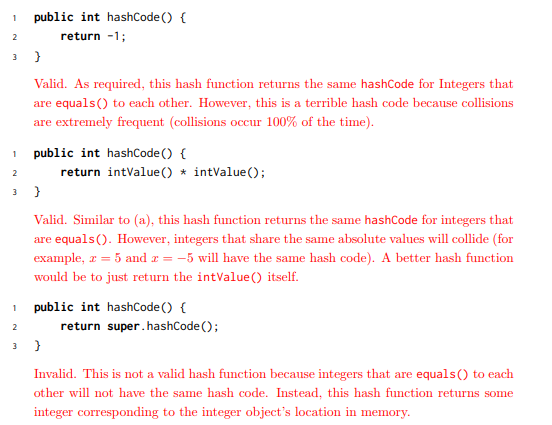 1 public int hashCode() {
2 return -1;
3 }
Valid. As required, this hash function returns the same hashCode for Integers that
are equals() to each other. However, this is a terrible hash code because collisions
are extremely frequent (collisions occur 100% of the time).
1 public int hashCode() {
2 return intValue() * intValue();
3 }
Valid. Similar to (a), this hash function returns the same hashCode for integers that
are equals(). However, integers that share the same absolute values will collide (for
example, x = 5 and x = −5 will have the same hash code). A better hash function
would be to just return the intValue() itself.
1 public int hashCode() {
2 return super.hashCode();
3 }
Invalid. This is not a valid hash function because integers that are equals() to each
other will not have the same hash code. Instead, this hash function returns some
integer corresponding to the integer object's location in memory.